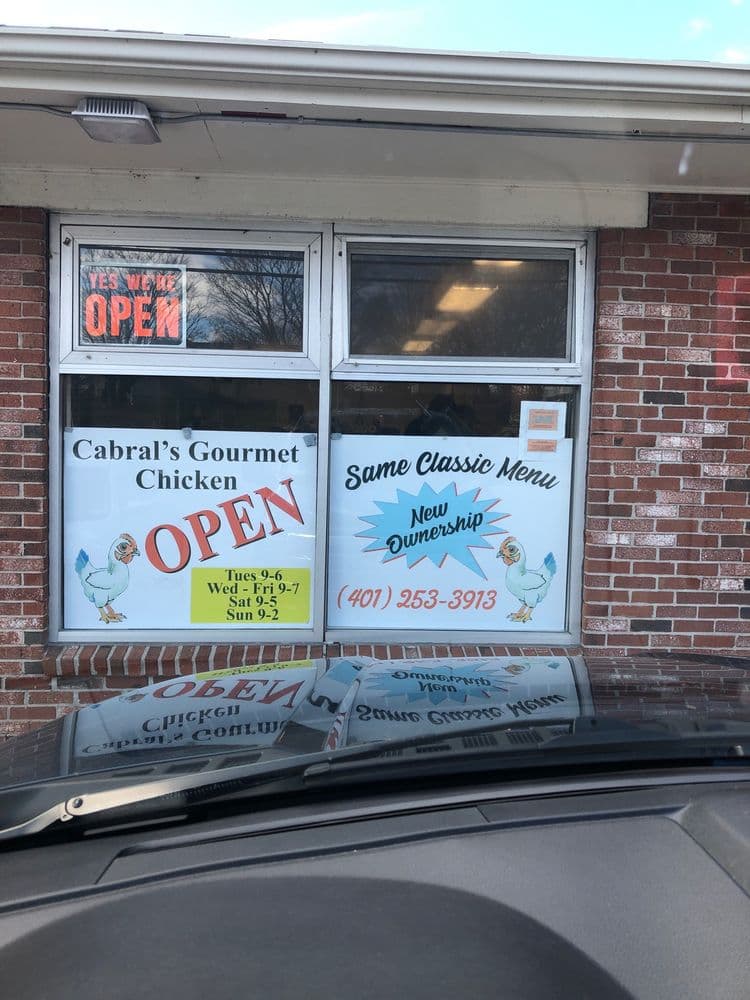 YES WE'RE
OPEN
Cabral's Gourmet
Chicken
OPEN
Tues 9-6
Wed - Fri 9-7
Sat 9-5
Sun 9-2
Same Classic Menu
New
Ownership
(401) 253-3913